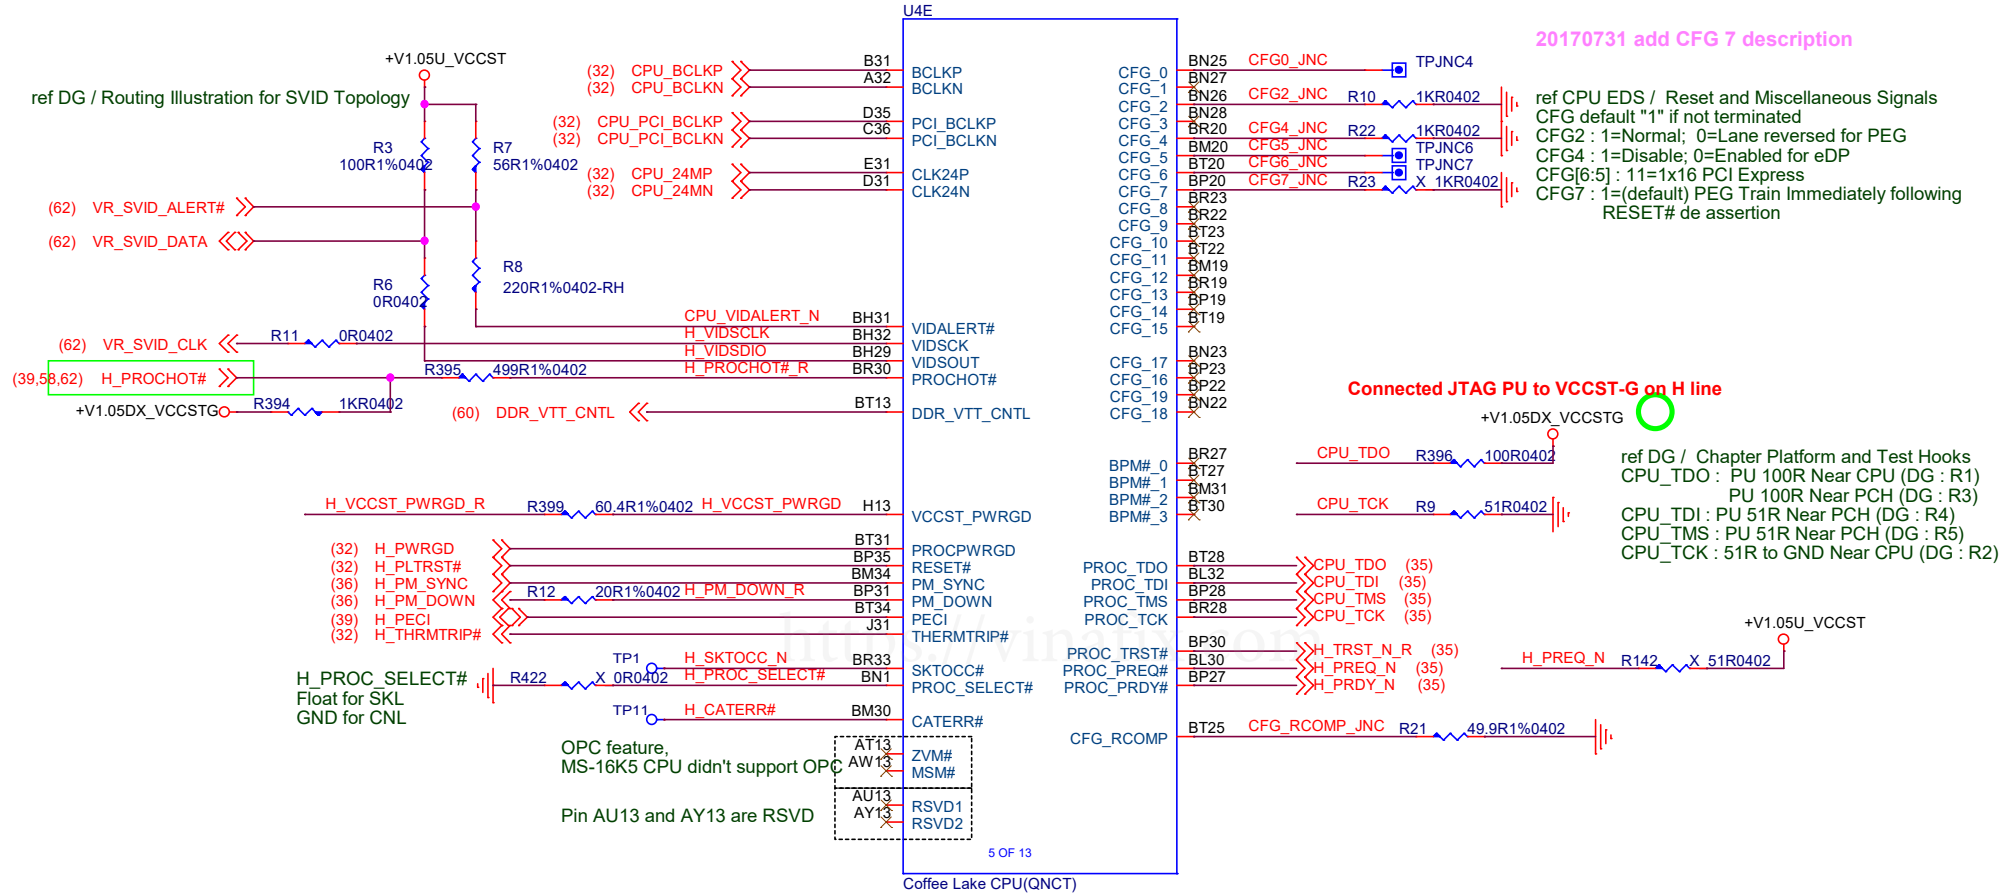 U4E
20170731 add CFG 7 description
+V1.05U_VCCST
ref DG / Routing Illustration for SVID Topology
R3
100R1%0402
R7
56R1%0402
(62) VR_SVID_ALERT#
(62) VR_SVID_DATA
R6
0R0402
R8
220R1%0402-RH
(62) VR_SVID_CLK
R11 0R0402
(39,58,62) H_PROCHOT#
R395 499R1%0402
+V1.05DX_VCCSTG
R394 1KR0402
(32) CPU_BCLKP B31 BCLKP
(32) CPU_BCLKN A32 BCLKN
(32) CPU_PCI_BCLKP D35 PCI_BCLKP
(32) CPU_PCI_BCLKN C36 PCI_BCLKN
(32) CPU_24MP E31 CLK24P
(32) CPU_24MN D31 CLK24N
CPU_VIDALERT_N BH31 VIDALERT#
H_VIDSCLK BH32 VIDSCK
H_VIDSDIO BH29 VIDSOUT
H_PROCHOT#_R BR30 PROCHOT#
(60) DDR_VTT_CNTL BT13 DDR_VTT_CNTL
H_VCCST_PWRGD_R R399 60.4R1%0402 H_VCCST_PWRGD H13 VCCST_PWRGD
(32) H_PWRGD BT31 PROCPWRGD
(32) H_PLTRST# BP35 RESET#
(36) H_PM_SYNC BM34 PM_SYNC
(36) H_PM_DOWN R12 20R1%0402 H_PM_DOWN_R BP31 PM_DOWN
(39) H_PECI BT34 PECI
(32) H_THRMTRIP# J31 THERMTRIP#
TP1 H_SKTOCC_N BR33 SKTOCC#
R422 X_0R0402 H_PROC_SELECT# BN1 PROC_SELECT#
H_PROC_SELECT#
Float for SKL
GND for CNL
TP11 H_CATERR# BM30 CATERR#
OPC feature,
MS-16K5 CPU didn't support OPC
AT13 ZVM#
AW13 MSM#
Pin AU13 and AY13 are RSVD
AU13 RSVD1
AY13 RSVD2
5 OF 13
Coffee Lake CPU(QNCT)
CFG_0 BN25 CFG0_JNC TPJNC4
CFG_1 BN27
CFG_2 BN26 CFG2_JNC R10 1KR0402
CFG_3 BN28
CFG_4 BR20 CFG4_JNC R22 1KR0402
CFG_5 BM20 CFG5_JNC TPJNC6
CFG_6 BT20 CFG6_JNC TPJNC7
CFG_7 BP20 CFG7_JNC R23 X_1KR0402
CFG_8 BR23
CFG_9 BR22
CFG_10 BT23
CFG_11 BT22
CFG_12 BM19
CFG_13 BR19
CFG_14 BP19
CFG_15 BT19
CFG_17 BN23
CFG_16 BP23
CFG_19 BP22
CFG_18 BN22
BPM#_0 BR27
BPM#_1 BT27
BPM#_2 BM31
BPM#_3 BT30
PROC_TDO BT28 CPU_TDO (35)
PROC_TDI BL32 CPU_TDI (35)
PROC_TMS BP28 CPU_TMS (35)
PROC_TCK BR28 CPU_TCK (35)
PROC_TRST# BP30 H_TRST_N_R (35)
PROC_PREQ# BL30 H_PREQ_N (35)
PROC_PRDY# BP27 H_PRDY_N (35)
CFG_RCOMP BT25 CFG_RCOMP_JNC R21 49.9R1%0402
ref CPU EDS / Reset and Miscellaneous Signals
CFG default "1" if not terminated
CFG2 : 1=Normal; 0=Lane reversed for PEG
CFG4 : 1=Disable; 0=Enabled for eDP
CFG[6:5] : 11=1x16 PCI Express
CFG7 : 1=(default) PEG Train Immediately following
RESET# de assertion
Connected JTAG PU to VCCST-G on H line
+V1.05DX_VCCSTG
CPU_TDO R396 100R0402
CPU_TCK R9 51R0402
ref DG / Chapter Platform and Test Hooks
CPU_TDO : PU 100R Near CPU (DG : R1)
PU 100R Near PCH (DG : R3)
CPU_TDI : PU 51R Near PCH (DG : R4)
CPU_TMS : PU 51R Near PCH (DG : R5)
CPU_TCK : 51R to GND Near CPU (DG : R2)
+V1.05U_VCCST
H_PREQ_N R142 X_51R0402
https://vinafix.com